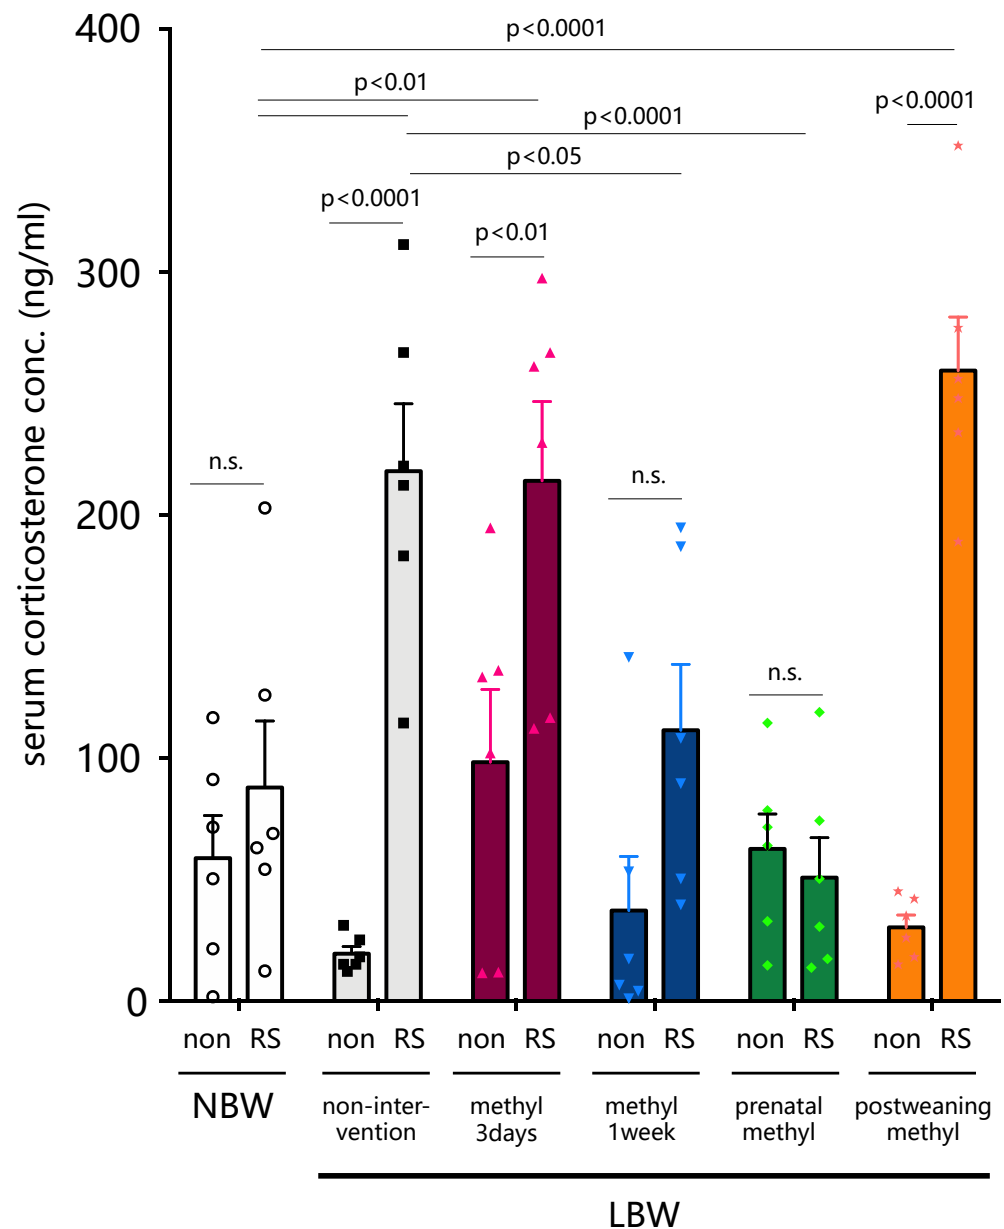 400
p<0.0001
p<0.01
p<0.0001
p<0.0001
p<0.05
p<0.0001
p<0.01
300
n.s.
n.s.
200
n.s.
100
0
serum corticosterone conc. (ng/ml)
non RS non RS non RS non RS non RS non RS
NBW
non-inter-
vention
methyl
3days
methyl
1week
prenatal
methyl
postweaning
methyl
LBW